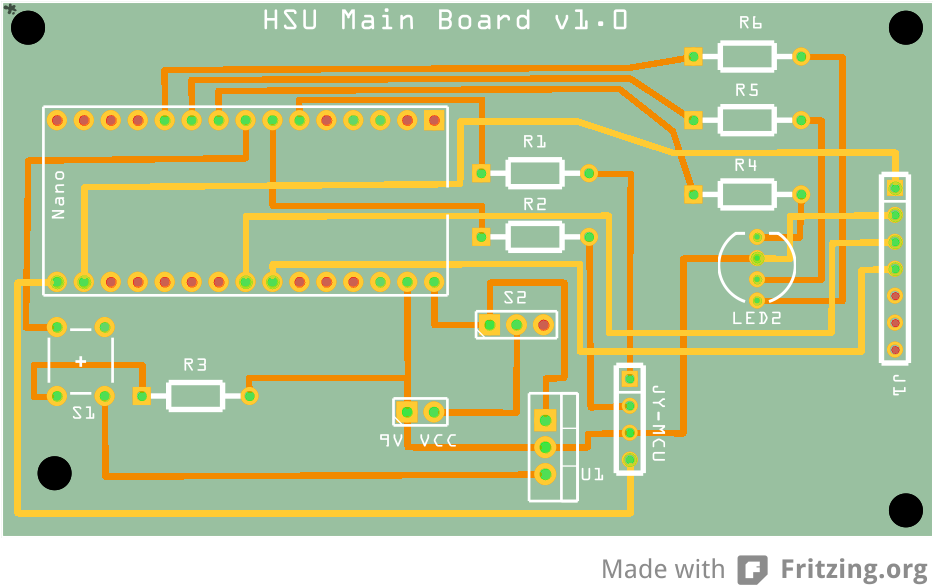 HSU Main Board v1.0
R6
R5
R1
R4
Nano
R2
S2
LED2
R3
J1
S1
JY-MCU
9V VCC
U1
Made with Fritzing.org